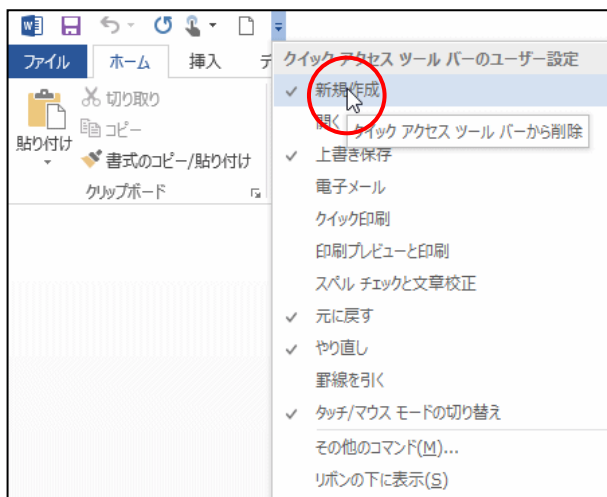 ファイル
ホーム
挿入
デ
切り取り
コピー
書式のコピー/貼り付け
貼り付け
クリップボード
クイック アクセス ツール バーのユーザー設定
新規作成
開く
クイック アクセス ツール バーから削除
上書き保存
電子メール
クイック印刷
印刷プレビューと印刷
スペル チェックと文章校正
元に戻す
やり直し
罫線を引く
タッチ/マウス モードの切り替え
その他のコマンド(M)...
リボンの下に表示(S)